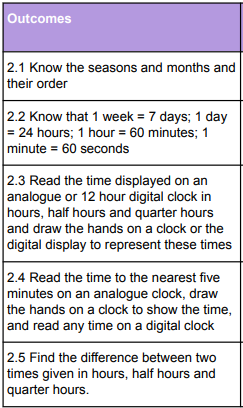 Outcomes
2.1 Know the seasons and months and
their order
2.2 Know that 1 week = 7 days; 1 day
= 24 hours; 1 hour = 60 minutes; 1
minute = 60 seconds
2.3 Read the time displayed on an
analogue or 12 hour digital clock in
hours, half hours and quarter hours
and draw the hands on a clock or the
digital display to represent these times
2.4 Read the time to the nearest five
minutes on an analogue clock, draw
the hands on a clock to show the time,
and read any time on a digital clock
2.5 Find the difference between two
times given in hours, half hours and
quarter hours.